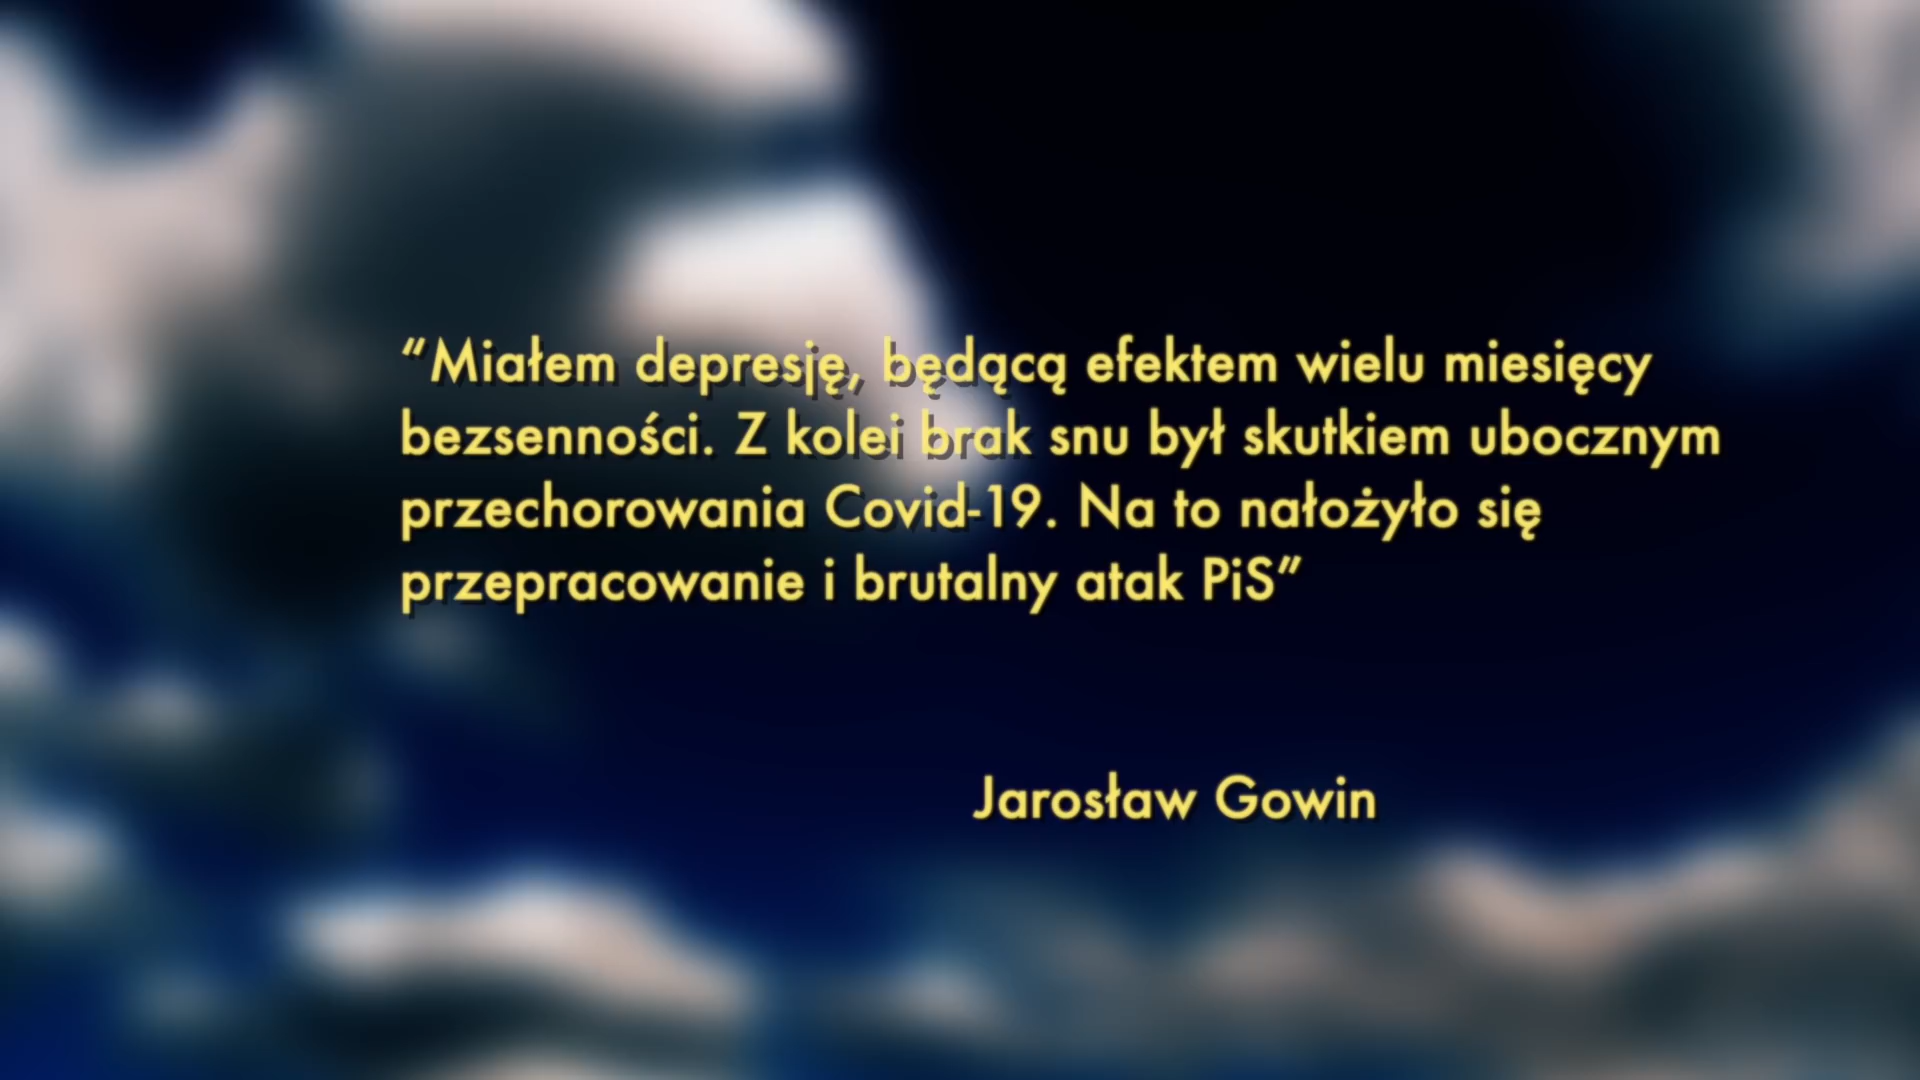 “Miałem depresję, będącą efektem wielu miesięcy
bezsenności. Z kolei brak snu był skutkiem ubocznym
przechorowania Covid-19. Na to nałożyło się
przepracowanie i brutalny atak PiS”
Jarosław Gowin